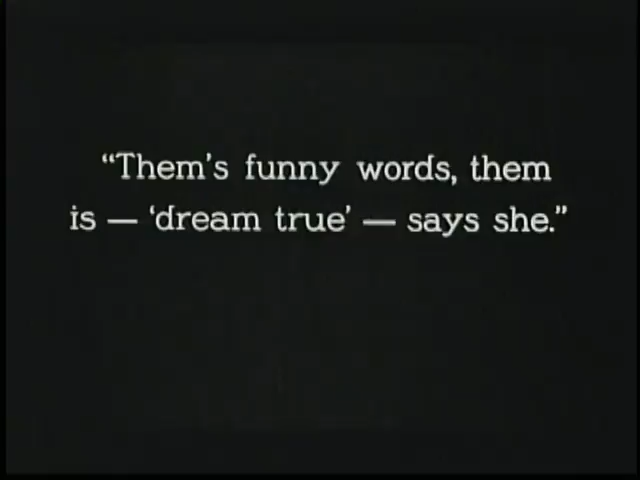 “Them’s funny words, them
is — ‘dream true’ — says she.”